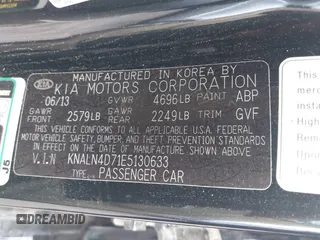 MANUFACTURED IN KOREA BY
KIA KIA MOTORS CORPORATION
06/13 GVWR 4696LB PAINT ABP
GAWR FRONT 2579LB GAWR REAR 2249LB TRIM GVF
THIS VEHICLE CONFORMS TO ALL APPLICABLE U.S.A. FEDERAL
MOTOR VEHICLE SAFETY, BUMPER, AND THEFT PREVENTION STANDARDS
IN EFFECT ON THE DATE OF MANUFACTURE SHOWN ABOVE.
V.I.N KNALN4D71E5130633
TYPE: PASSENGER CAR
DREAMBID